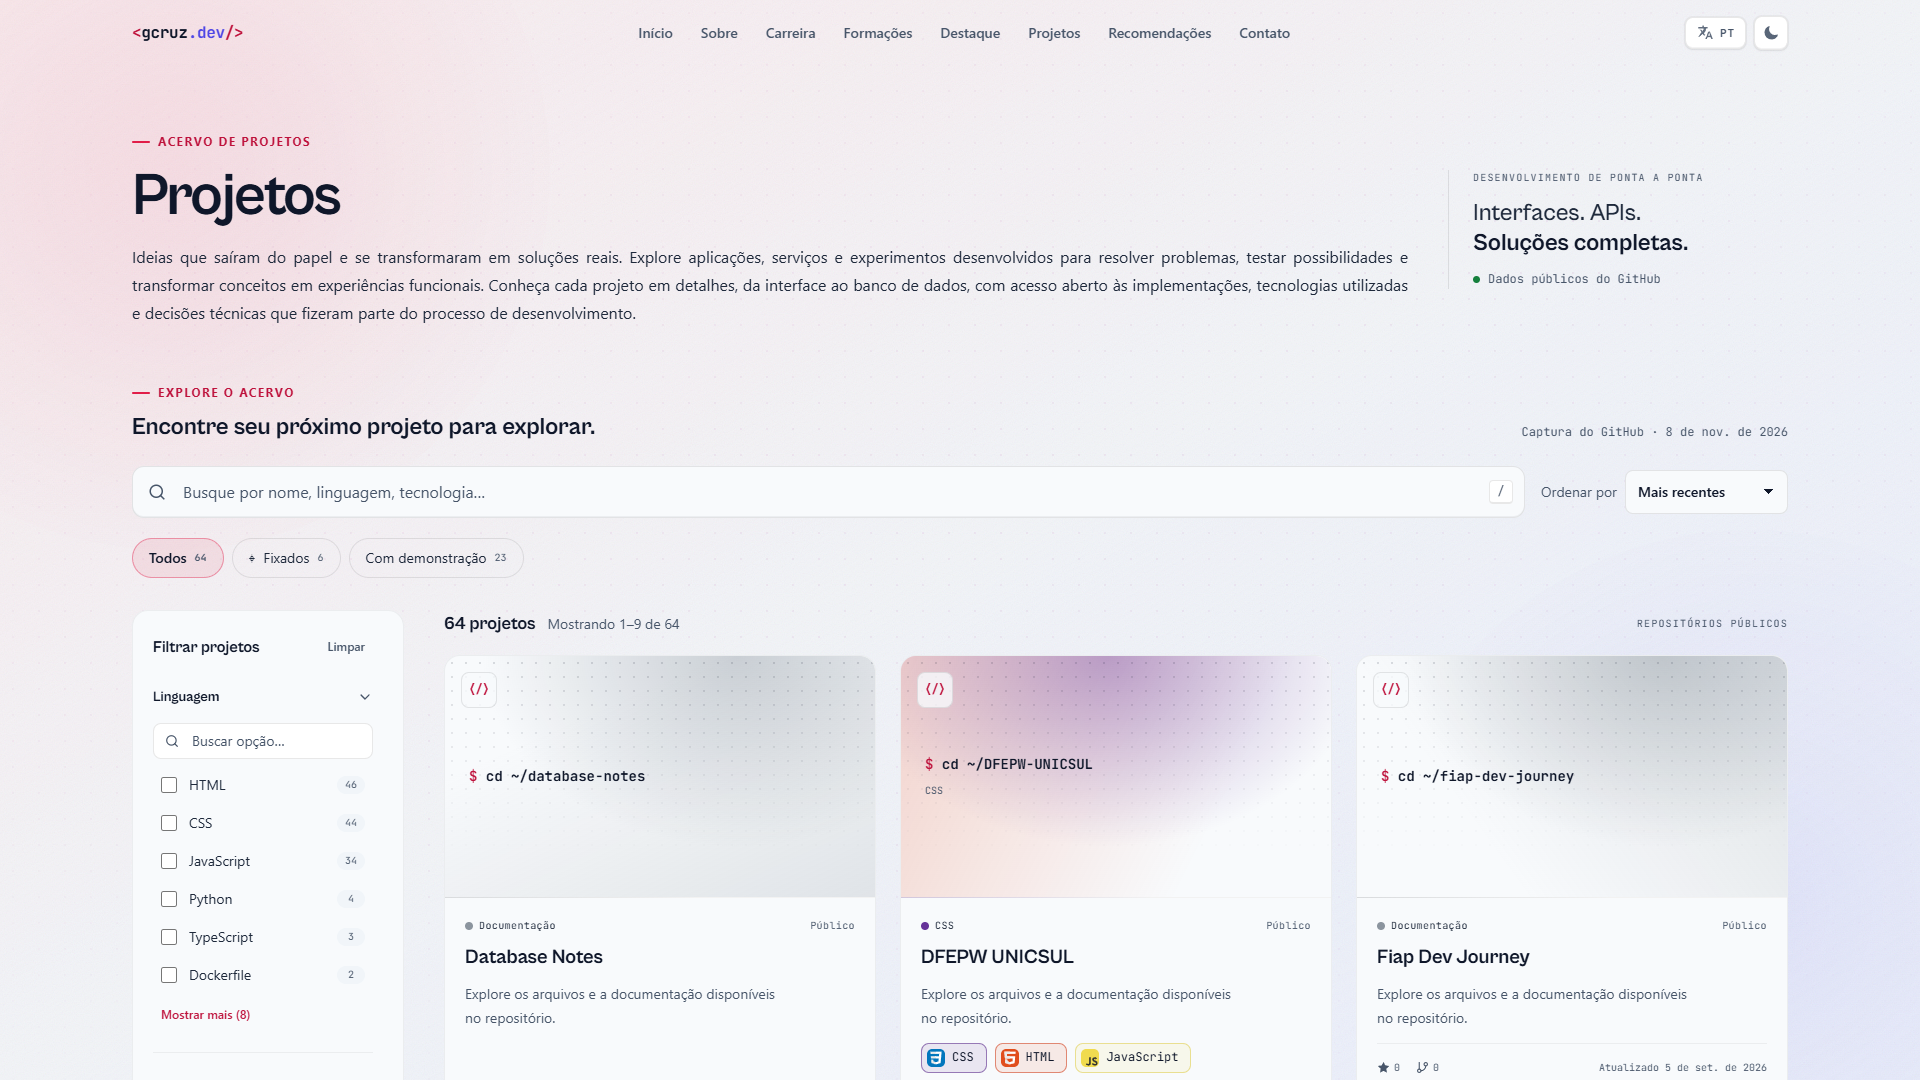 <gcruz.dev/>
Início
Sobre
Carreira
Formações
Destaque
Projetos
Recomendações
Contato
PT
ACERVO DE PROJETOS
Projetos
Ideias que saíram do papel e se transformaram em soluções reais. Explore aplicações, serviços e experimentos desenvolvidos para resolver problemas, testar possibilidades e
transformar conceitos em experiências funcionais. Conheça cada projeto em detalhes, da interface ao banco de dados, com acesso aberto às implementações, tecnologias utilizadas
e decisões técnicas que fizeram parte do processo de desenvolvimento.
DESENVOLVIMENTO DE PONTA A PONTA
Interfaces. APIs.
Soluções completas.
Dados públicos do GitHub
EXPLORE O ACERVO
Encontre seu próximo projeto para explorar.
Captura do GitHub · 8 de nov. de 2026
Busque por nome, linguagem, tecnologia...
/
Ordenar por
Mais recentes
Todos 64
Fixados 6
Com demonstração 23
Filtrar projetos
Limpar
Linguagem
Buscar opção...
HTML 46
CSS 44
JavaScript 34
Python 4
TypeScript 3
Dockerfile 2
Mostrar mais (8)
64 projetos
Mostrando 1–9 de 64
REPOSITÓRIOS PÚBLICOS
$ cd ~/database-notes
Documentação
Público
Database Notes
Explore os arquivos e a documentação disponíveis
no repositório.
$ cd ~/DFEPW-UNICSUL
CSS
CSS
Público
DFEPW UNICSUL
Explore os arquivos e a documentação disponíveis
no repositório.
CSS
HTML
JS JavaScript
$ cd ~/fiap-dev-journey
Documentação
Público
Fiap Dev Journey
Explore os arquivos e a documentação disponíveis
no repositório.
0
0
Atualizado 5 de set. de 2026